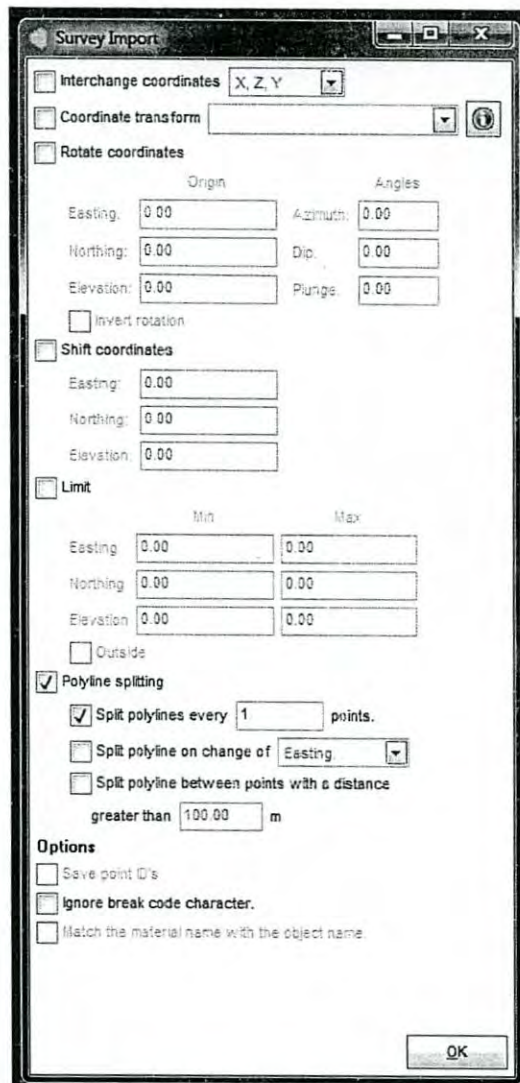 Survey Import
Interchange coordinates X, Z, Y
Coordinate transform
Rotate coordinates
Origin Angles
Easting: 0.00 Azimuth: 0.00
Northing: 0.00 Dip: 0.00
Elevation: 0.00 Plunge: 0.00
Invert rotation
Shift coordinates
Easting: 0.00
Northing: 0.00
Elevation: 0.00
Limit
Min Max
Easting 0.00 0.00
Northing 0.00 0.00
Elevation 0.00 0.00
Outside
Polyline splitting
Split polylines every 1 points.
Split polyline on change of Easting
Split polyline between points with a distance
greater than 100.00 m
Options
Save point ID's
Ignore break code character.
Match the material name with the object name.
OK